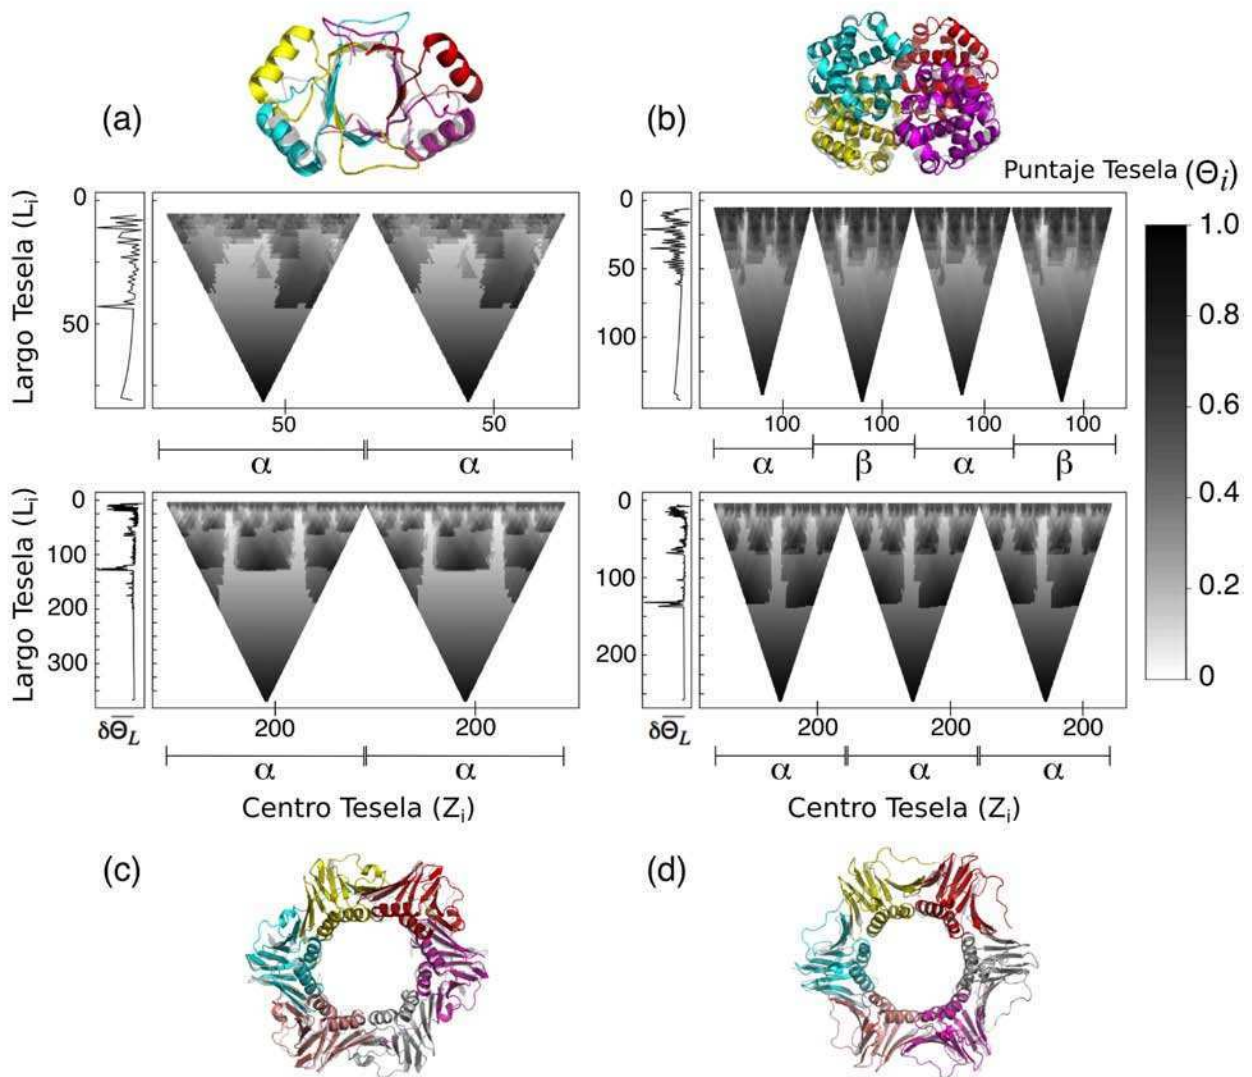 (a)
(b)
Puntaje Tesela (Θi)
Largo Tesela (Li)
0
50
50
50
α
α
0
50
100
100
100
100
100
α
β
α
β
1.0
0.8
0.6
0.4
0.2
0
Largo Tesela (Li)
0
100
200
300
δΘL
200
200
α
α
0
100
200
δΘL
200
200
200
α
α
α
Centro Tesela (Zi)
Centro Tesela (Zi)
(c)
(d)